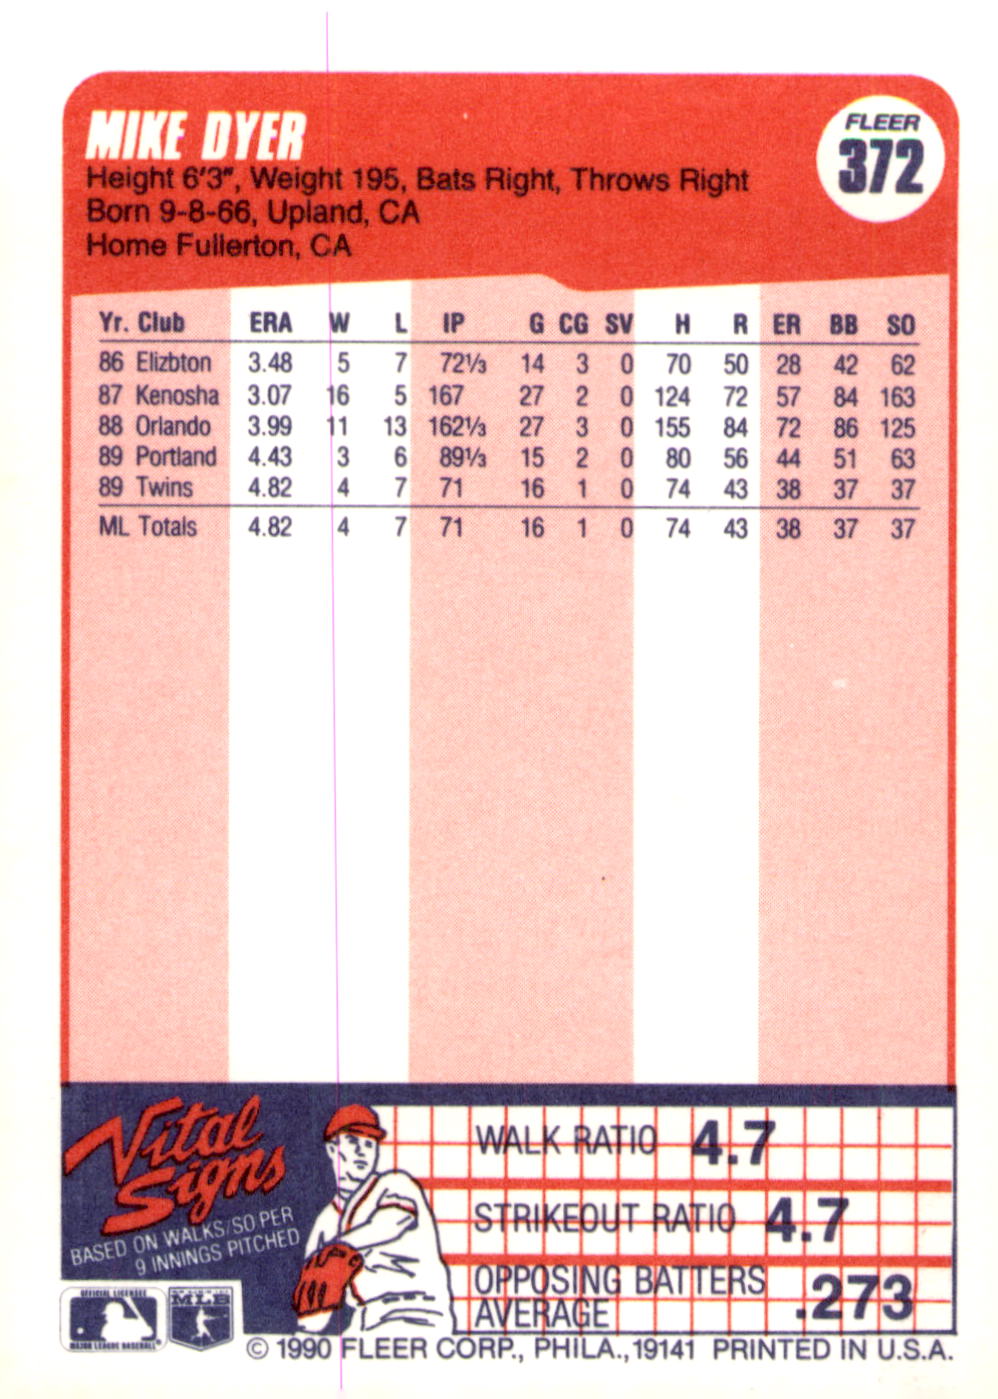 MIKE DYER
FLEER
372
Height 6'3", Weight 195, Bats Right, Throws Right
Born 9-8-66, Upland, CA
Home Fullerton, CA
Yr. Club ERA W L IP G CG SV H R ER BB SO
86 Elizbton 3.48 5 7 72⅓ 14 3 0 70 50 28 42 62
87 Kenosha 3.07 16 5 167 27 2 0 124 72 57 84 163
88 Orlando 3.99 11 13 162⅓ 27 3 0 155 84 72 86 125
89 Portland 4.43 3 6 89⅓ 15 2 0 80 56 44 51 63
89 Twins 4.82 4 7 71 16 1 0 74 43 38 37 37
ML Totals 4.82 4 7 71 16 1 0 74 43 38 37 37
Vital
Signs
BASED ON WALKS/SO PER
9 INNINGS PITCHED
WALK RATIO 4.7
STRIKEOUT RATIO 4.7
OPPOSING BATTERS
AVERAGE .273
OFFICIAL LICENSEE
MAJOR LEAGUE BASEBALL
MLB
© 1990 FLEER CORP., PHILA., 19141 PRINTED IN U.S.A.